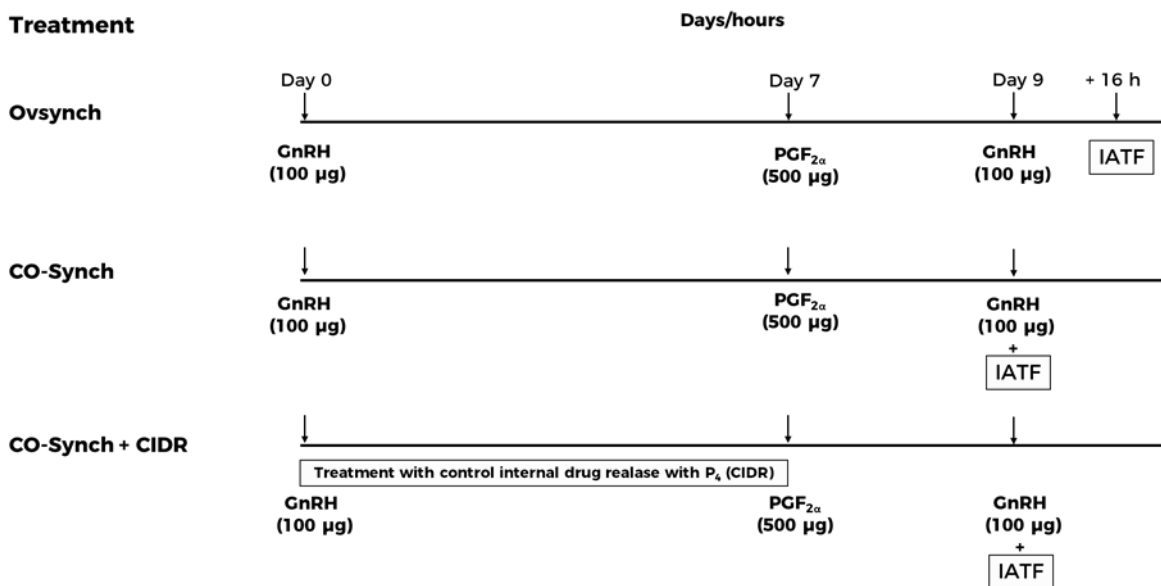 Treatment
Days/hours
Day 0
Day 7
Day 9
+ 16 h
Ovsynch
GnRH
(100 µg)
PGF2α
(500 µg)
GnRH
(100 µg)
IATF
CO-Synch
GnRH
(100 µg)
PGF2α
(500 µg)
GnRH
(100 µg)
+
IATF
CO-Synch + CIDR
Treatment with control internal drug realase with P4 (CIDR)
GnRH
(100 µg)
PGF2α
(500 µg)
GnRH
(100 µg)
+
IATF